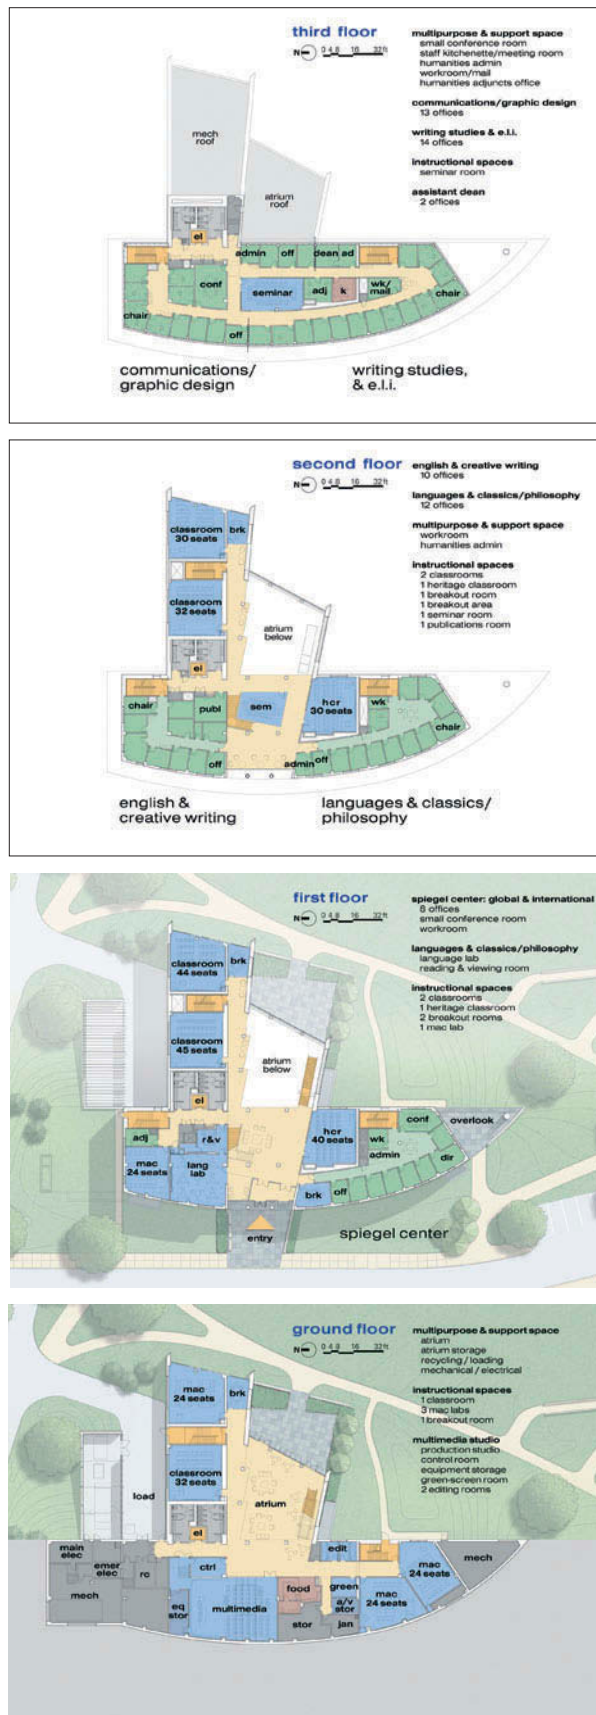 third floor
N 0 4 8 16 32 ft
multipurpose & support space
small conference room
staff kitchenette/meeting room
humanities admin
workroom/mail
humanities adjuncts office
communications/graphic design
13 offices
writing studies & e.l.i.
14 offices
instructional spaces
seminar room
assistant dean
2 offices
mech
roof
atrium
roof
el
admin off dean ad
conf
seminar
adj
k
wk/
mail
chair
chair
off
communications/
graphic design
writing studies,
& e.l.i.
second floor
N 0 4 8 16 32 ft
english & creative writing
10 offices
languages & classics/philosophy
12 offices
multipurpose & support space
workroom
humanities admin
instructional spaces
2 classrooms
1 heritage classroom
1 breakout room
1 breakout area
1 seminar room
1 publications room
classroom
30 seats
brk
classroom
32 seats
atrium
below
el
chair
publ
sem
hcr
30 seats
wk
chair
off
admin
off
english &
creative writing
languages & classics/
philosophy
first floor
N 0 4 8 16 32 ft
spiegel center: global & international
8 offices
small conference room
workroom
languages & classics/philosophy
language lab
reading & viewing room
instructional spaces
2 classrooms
1 heritage classroom
2 breakout rooms
1 mac lab
classroom
44 seats
brk
classroom
45 seats
atrium
below
el
adj
r&v
hcr
40 seats
conf
overlook
wk
admin
dir
mac
24 seats
lang
lab
brk
off
entry
spiegel center
ground floor
N 0 4 8 16 32 ft
multipurpose & support space
atrium
atrium storage
recycling / loading
mechanical / electrical
instructional spaces
1 classroom
3 mac labs
1 breakout room
multimedia studio
production studio
control room
equipment storage
green-screen room
2 editing rooms
mac
24 seats
brk
classroom
32 seats
load
atrium
el
main
elec
emer
elec
rc
mech
ctrl
eq
stor
multimedia
food
stor
edit
green
a/v
stor
jan
mac
24 seats
mac
24 seats
mech